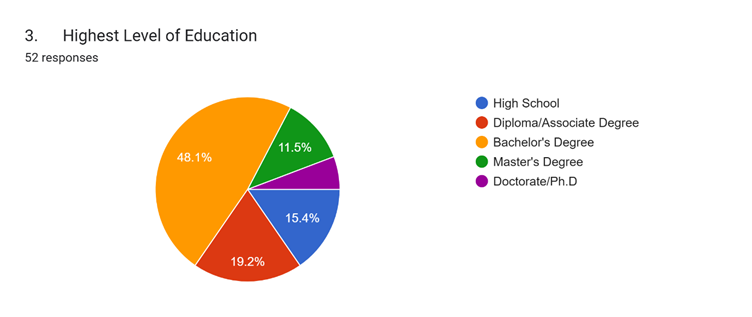 3. Highest Level of Education
52 responses
48.1%
11.5%
15.4%
19.2%
High School
Diploma/Associate Degree
Bachelor's Degree
Master's Degree
Doctorate/Ph.D